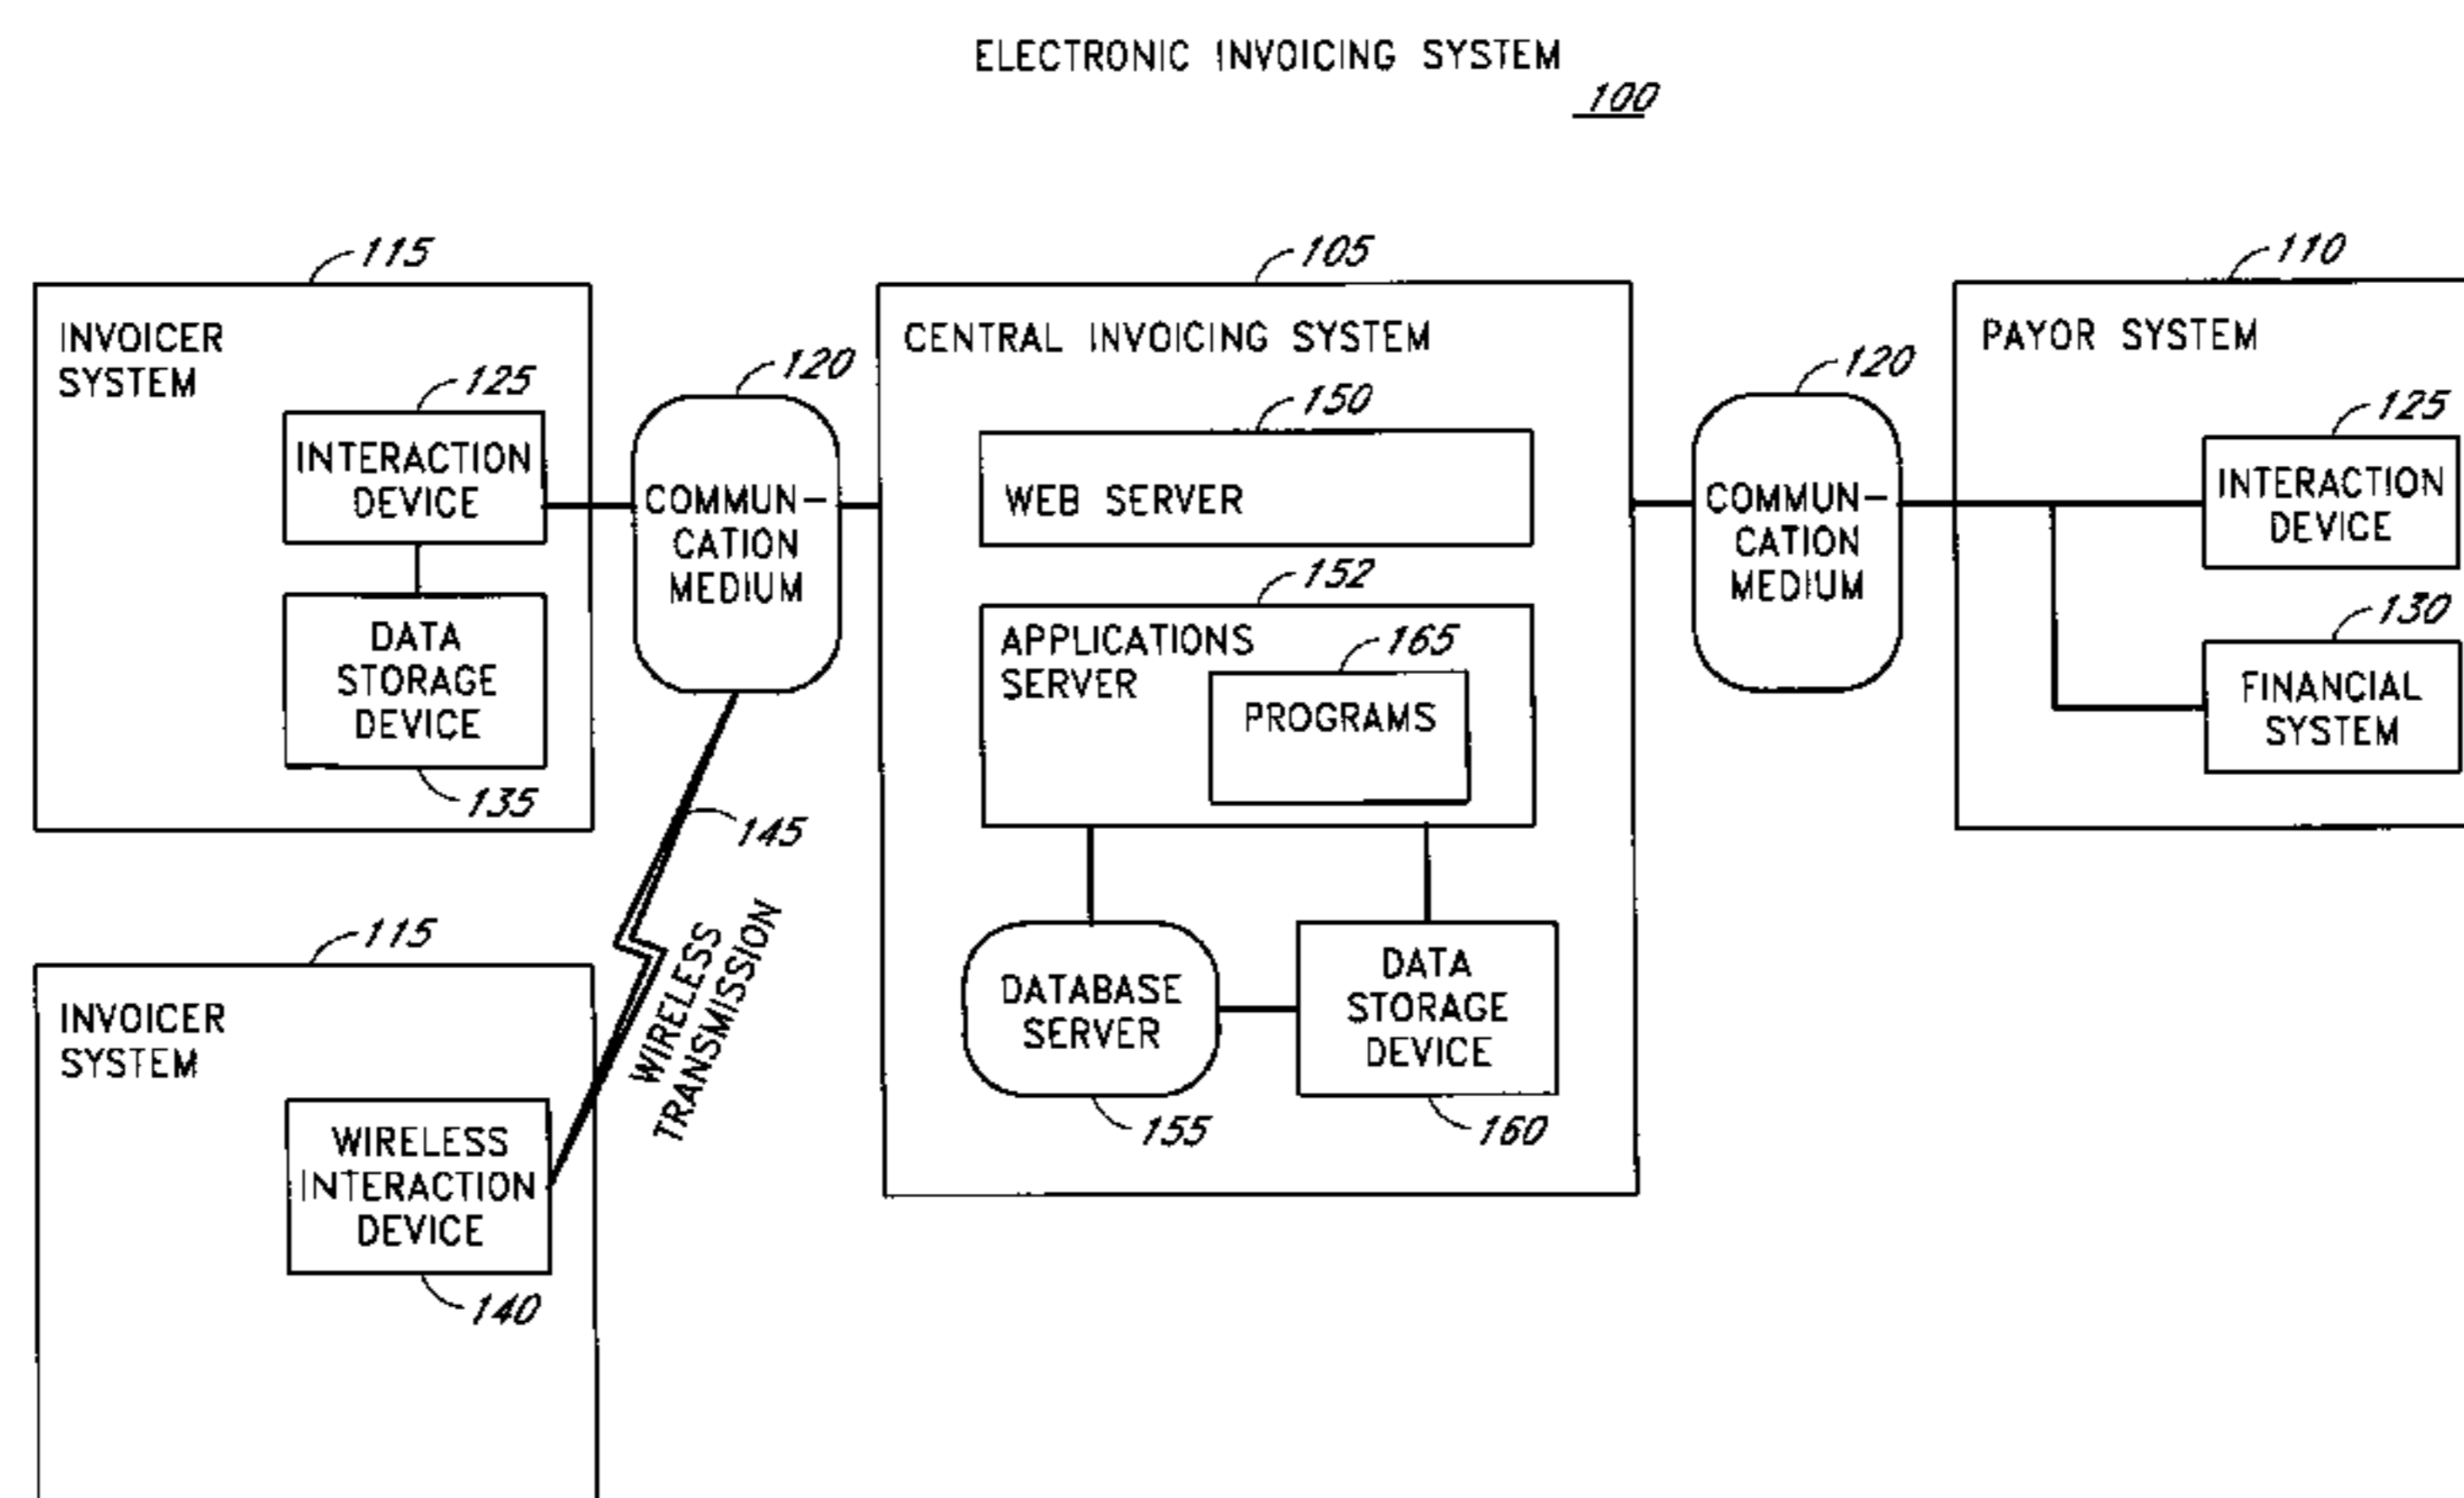 ELECTRONIC INVOICING SYSTEM
100
115
INVOICER
SYSTEM
125
INTERACTION
DEVICE
DATA
STORAGE
DEVICE
135
120
COMMUN-
CATION
MEDIUM
145
WIRELESS
TRANSMISSION
115
INVOICER
SYSTEM
WIRELESS
INTERACTION
DEVICE
140
105
CENTRAL INVOICING SYSTEM
150
WEB SERVER
152
APPLICATIONS
SERVER
165
PROGRAMS
DATABASE
SERVER
155
DATA
STORAGE
DEVICE
160
120
COMMUN-
CATION
MEDIUM
110
PAYOR SYSTEM
125
INTERACTION
DEVICE
130
FINANCIAL
SYSTEM